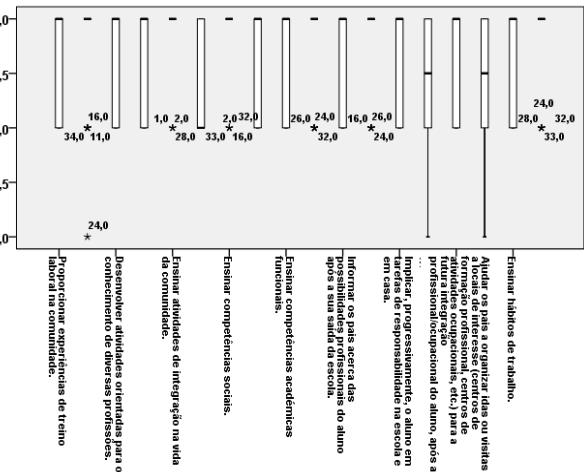 ,0
,5
,0
,5
,0
16,0
34,0 11,0
24,0
1,0 2,0
28,0
2,0 32,0
33,0 16,0
26,0 24,0
32,0
16,0 26,0
24,0
24,0
28,0 32,0
33,0
Proporcionar experiências de treino
laboral na comunidade.
Desenvolver atividades orientadas para o
conhecimento de diversas profissões.
Ensinar atividades de integração na vida
da comunidade.
Ensinar competências sociais.
Ensinar competências académicas
funcionais.
Informar os pais acerca das
possibilidades profissionais do aluno
após a sua saída da escola.
Implicar, progressivamente, o aluno em
tarefas de responsabilidade na escola e
em casa.
...
profissional/ocupacional do aluno, após a
futura integração
atividades ocupacionais, etc.) para a
formação profissional, centros de
a locais de interesse (centros de
Ajudar os pais a organizar idas ou visitas
Ensinar hábitos de trabalho.